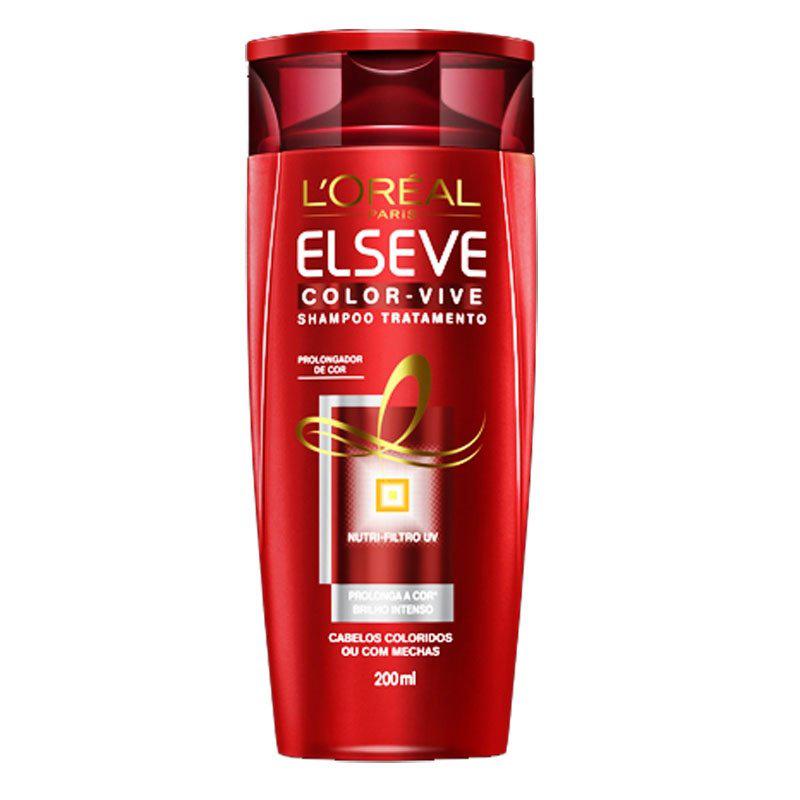 L'ORÉAL
PARIS
ELSEVE
COLOR-VIVE
SHAMPOO TRATAMENTO
PROLONGADOR
DE COR
NUTRI-FILTRO UV
PROLONGA A COR*
BRILHO INTENSO
CABELOS COLORIDOS
OU COM MECHAS
200ml